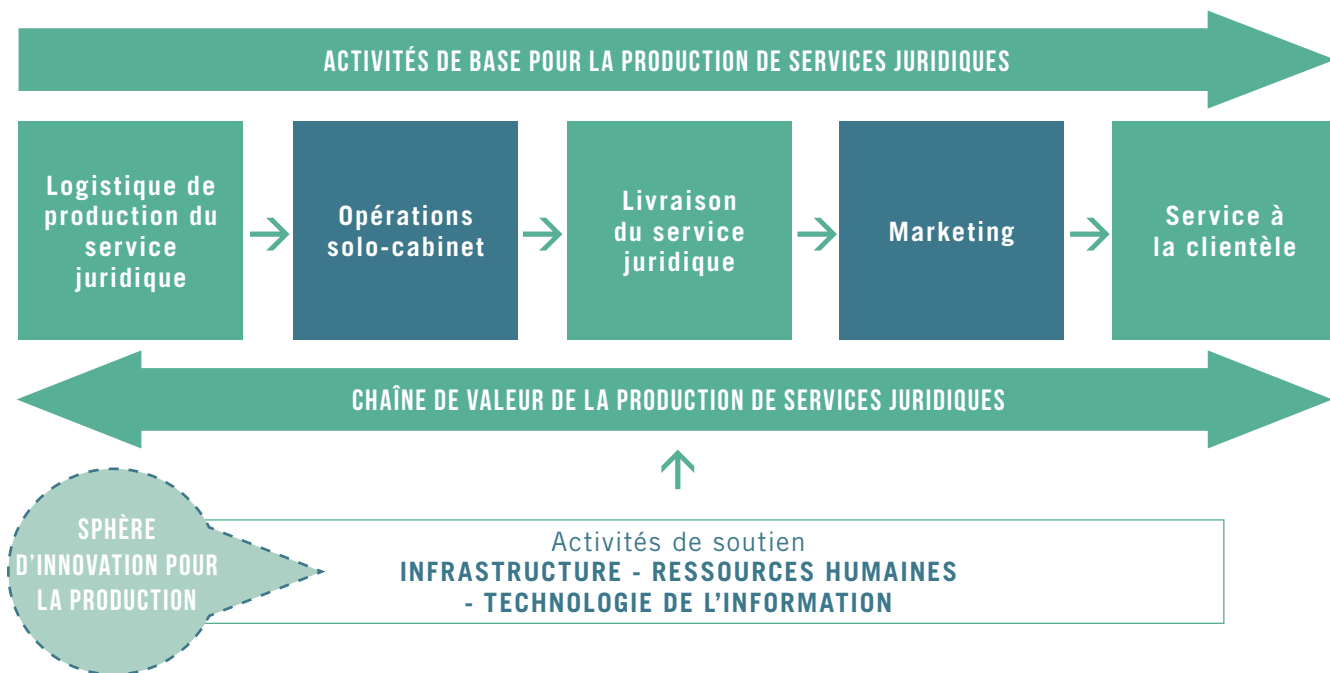 ACTIVITÉS DE BASE POUR LA PRODUCTION DE SERVICES JURIDIQUES
Logistique de
production du
service
juridique
Opérations
solo-cabinet
Livraison
du service
juridique
Marketing
Service à
la clientèle
CHAÎNE DE VALEUR DE LA PRODUCTION DE SERVICES JURIDIQUES
SPHÈRE
D'INNOVATION POUR
LA PRODUCTION
Activités de soutien
INFRASTRUCTURE - RESSOURCES HUMAINES
- TECHNOLOGIE DE L'INFORMATION